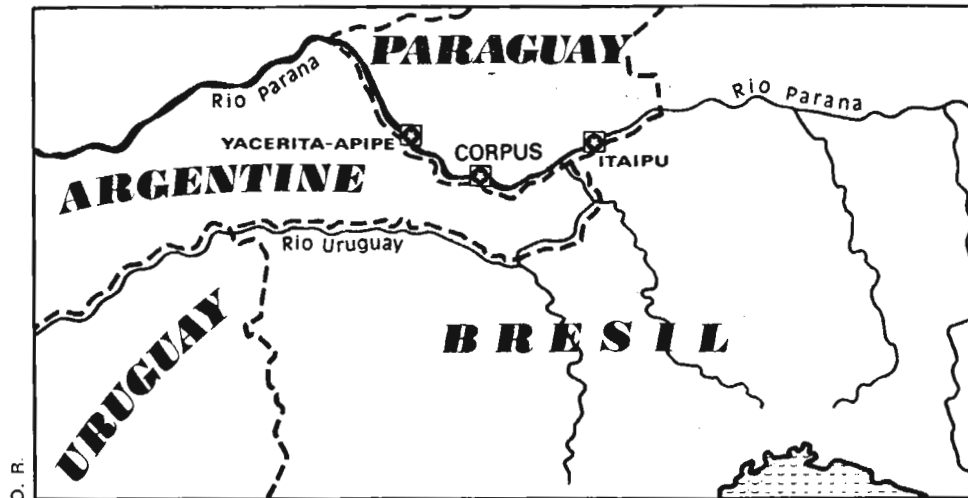 PARAGUAY
Rio Parana
Rio Parana
YACERITA-APIPE
CORPUS
ITAIPU
ARGENTINE
Rio Uruguay
URUGUAY
BRESIL
D. R.